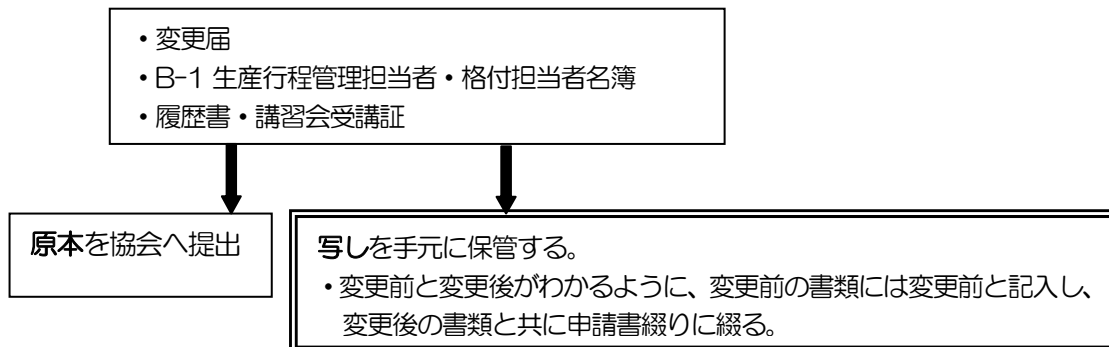 ・変更届
・B-1 生産行程管理担当者・格付担当者名簿
・履歴書・講習会受講証
原本を協会へ提出
写しを手元に保管する。
・変更前と変更後がわかるように、変更前の書類には変更前と記入し、
変更後の書類と共に申請書綴りに綴る。